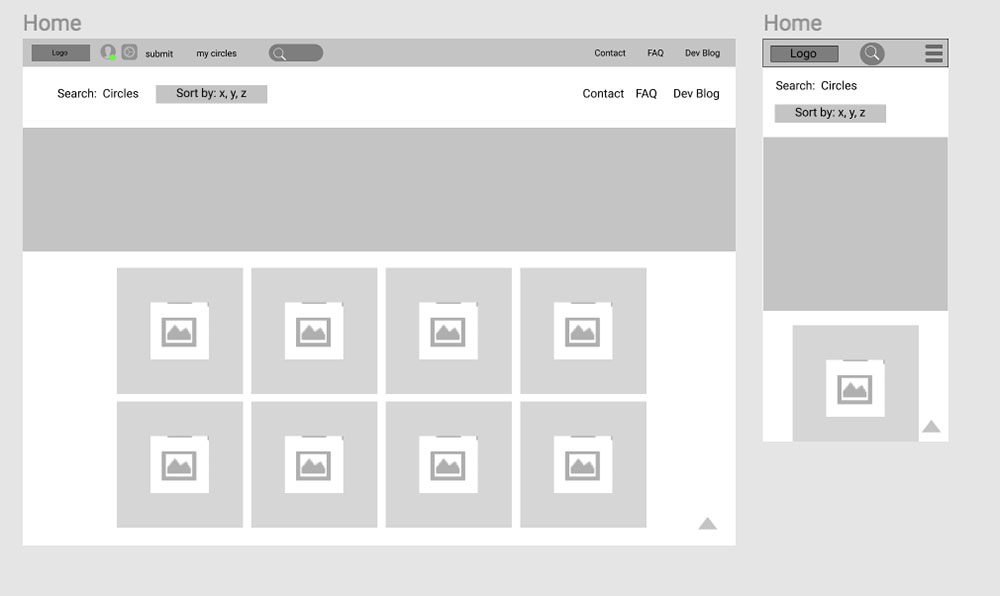 Home
Logo submit my circles Contact FAQ Dev Blog
Search: Circles Sort by: x, y, z Contact FAQ Dev Blog
Home
Logo
Search: Circles
Sort by: x, y, z